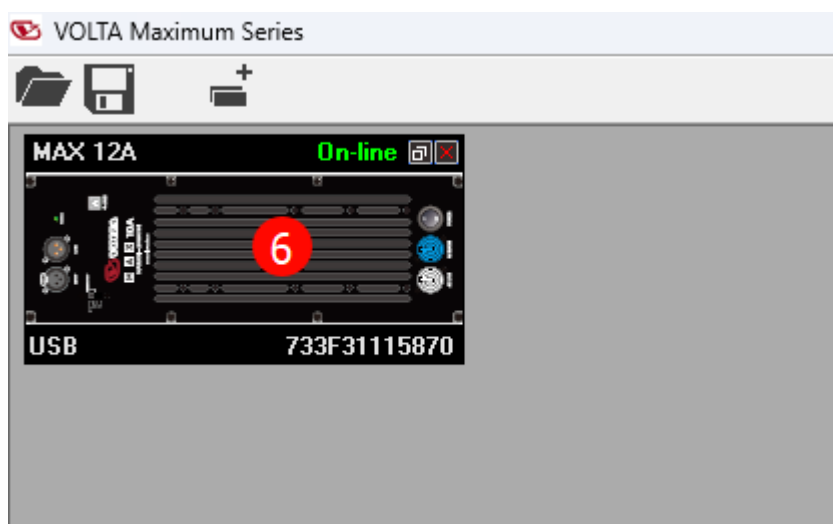 VOLTA Maximum Series
MAX 12A On-line
6
USB 733F31115870